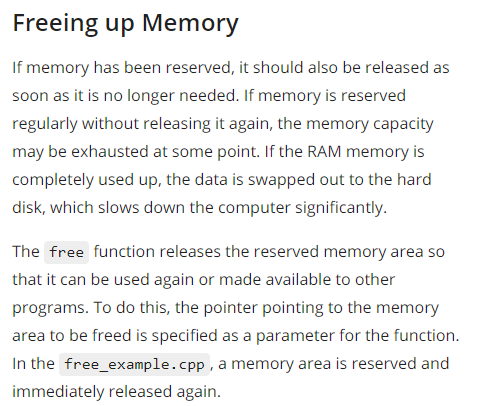 Freeing up Memory
If memory has been reserved, it should also be released as
soon as it is no longer needed. If memory is reserved
regularly without releasing it again, the memory capacity
may be exhausted at some point. If the RAM memory is
completely used up, the data is swapped out to the hard
disk, which slows down the computer significantly.
The free function releases the reserved memory area so
that it can be used again or made available to other
programs. To do this, the pointer pointing to the memory
area to be freed is specified as a parameter for the function.
In the free_example.cpp , a memory area is reserved and
immediately released again.